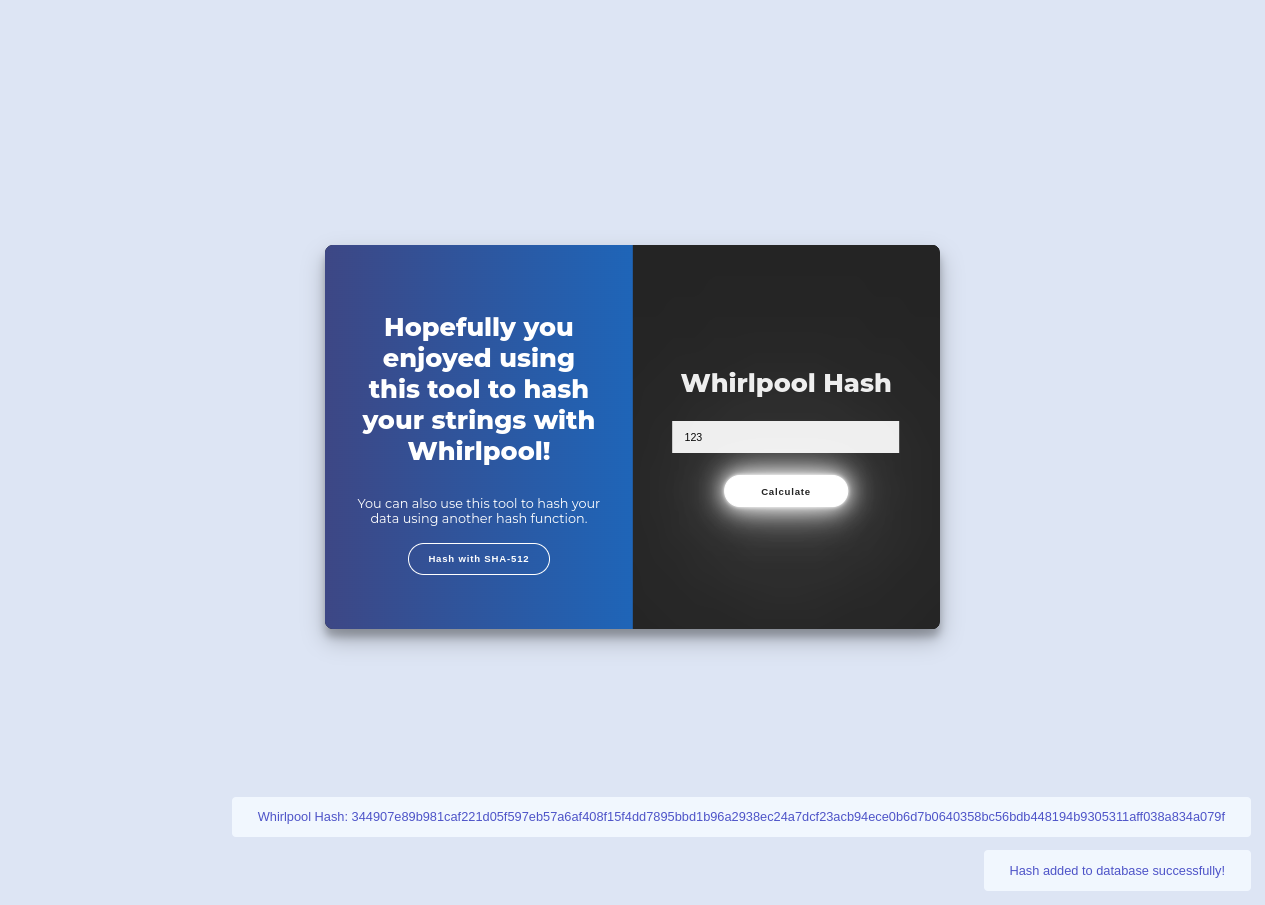 Hopefully you
enjoyed using
this tool to hash
your strings with
Whirlpool!
You can also use this tool to hash your
data using another hash function.
Hash with SHA-512
Whirlpool Hash
123
Calculate
Whirlpool Hash: 344907e89b981caf221d05f597eb57a6af408f15f4dd7895bbd1b96a2938ec24a7dcf23acb94ece0b6d7b0640358bc56bdb448194b9305311aff038a834a079f
Hash added to database successfully!